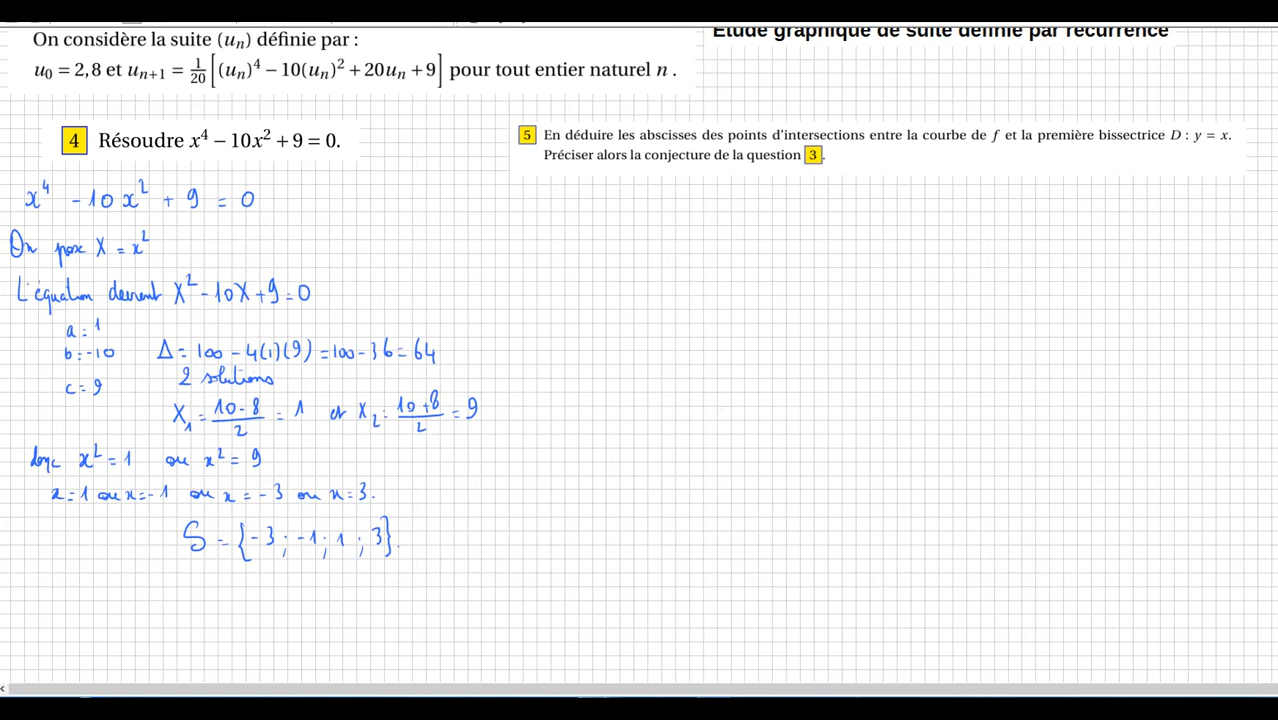 On considère la suite (uₙ) définie par :
u₀ = 2,8 et uₙ₊₁ = 1/20 [(uₙ)⁴ − 10(uₙ)² + 20uₙ + 9] pour tout entier naturel n .
Etude graphique de suite définie par récurrence
4 Résoudre x⁴ − 10x² + 9 = 0.
x⁴ - 10 x² + 9 = 0
On pose X = x²
L'équation devient X² - 10X + 9 = 0
a = 1
b = -10
c = 9
Δ = 100 - 4(1)(9) = 100 - 36 = 64
2 solutions
X₁ = (10 - 8)/2 = 1 et X₂ = (10 + 8)/2 = 9
donc x² = 1 ou x² = 9
x = 1 ou x = -1 ou x = -3 ou x = 3.
S = {-3 ; -1 ; 1 ; 3}.
5 En déduire les abscisses des points d'intersections entre la courbe de f et la première bissectrice D : y = x.
Préciser alors la conjecture de la question 3 .